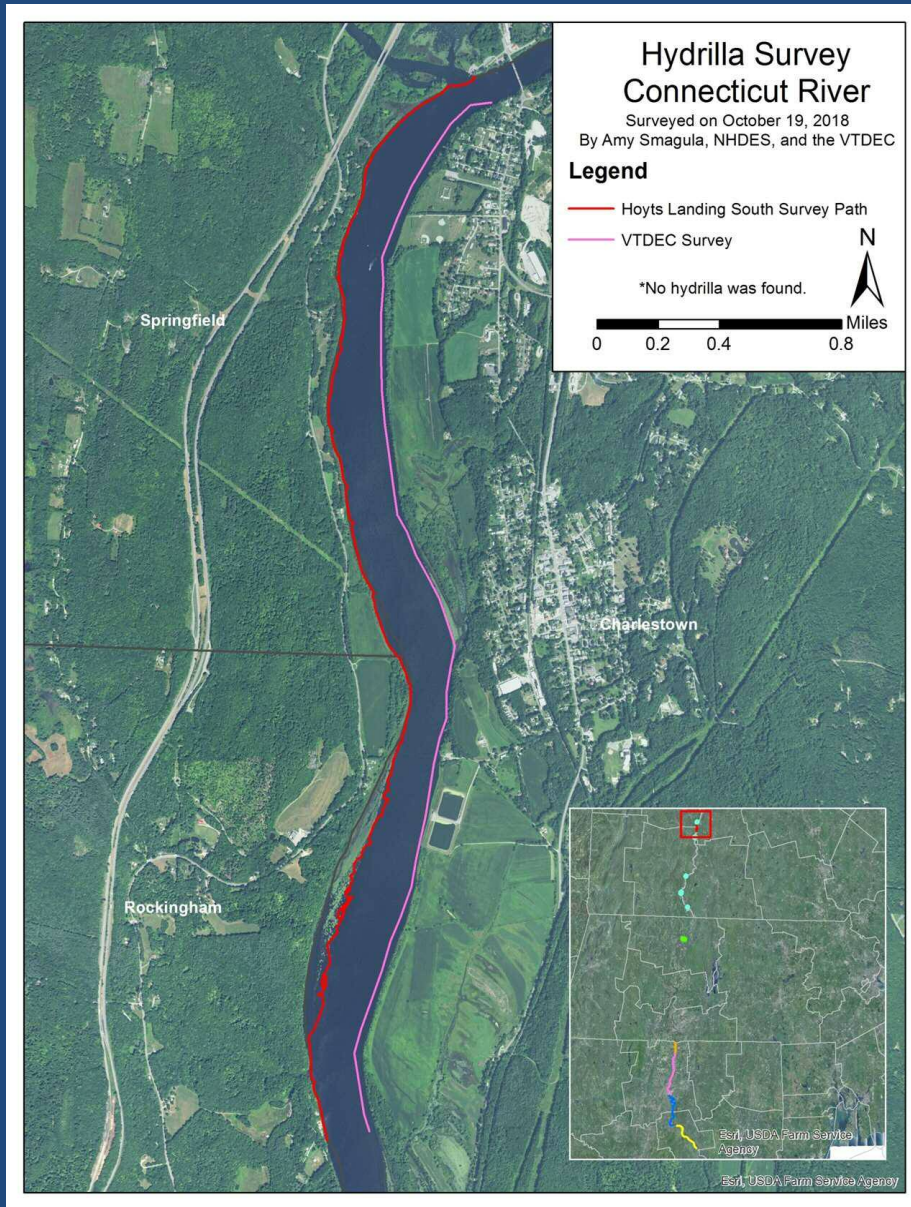 Hydrilla Survey
Connecticut River
Surveyed on October 19, 2018
By Amy Smagula, NHDES, and the VTDEC
Legend
Hoyts Landing South Survey Path
VTDEC Survey
N
*No hydrilla was found.
Miles
0 0.2 0.4 0.8
Springfield
Charlestown
Rockingham
Esri, USDA Farm Service
Agency
Esri, USDA Farm Service Agency